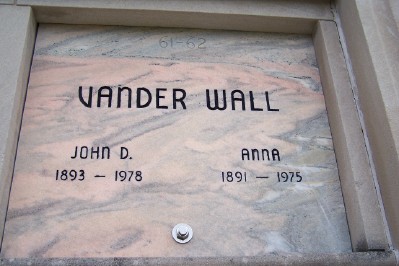 61-62
VANDER WALL
JOHN D. ANNA
1893 — 1978 1891 — 1975